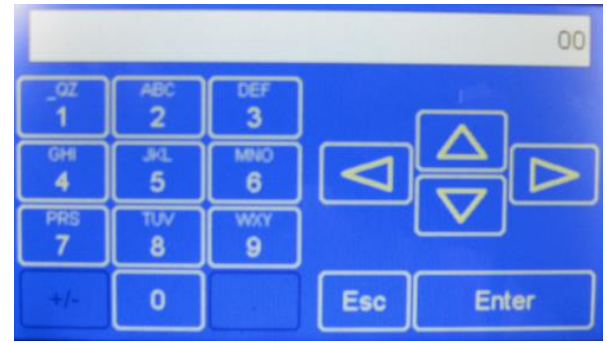 00
_QZ ABC DEF
1 2 3
GHI JKL MNO
4 5 6
PRS TUV WXY
7 8 9
+/- 0 . Esc Enter